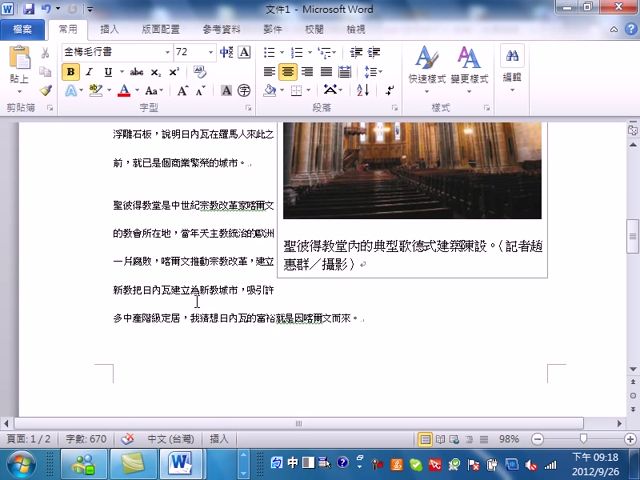 文件1 - Microsoft Word
檔案
常用
插入
版面配置
參考資料
郵件
校閱
檢視
貼上
金梅毛行書
72
中文
A
B I U abc x₂ x²
A A Aa A A A 字
快速樣式
變更樣式
編輯
剪貼簿
字型
段落
樣式
浮雕石板，說明日內瓦在羅馬人來此之
前，就已是個商業繁榮的城市。
聖彼得教堂是中世紀宗教改革家喀爾文
的教會所在地，當年天主教統治的歐洲
一片腐敗，喀爾文推動宗教改革，建立
新教把日內瓦建立為新教城市，吸引許
多中產階級定居，我猜想日內瓦的富裕就是因喀爾文而來。
聖彼得教堂內的典型歌德式建築陳設。（記者趙
惠群／攝影）
頁面: 1 / 2
字數: 670
中文 (台灣)
插入
98%
中
下午 09:18
2012/9/26